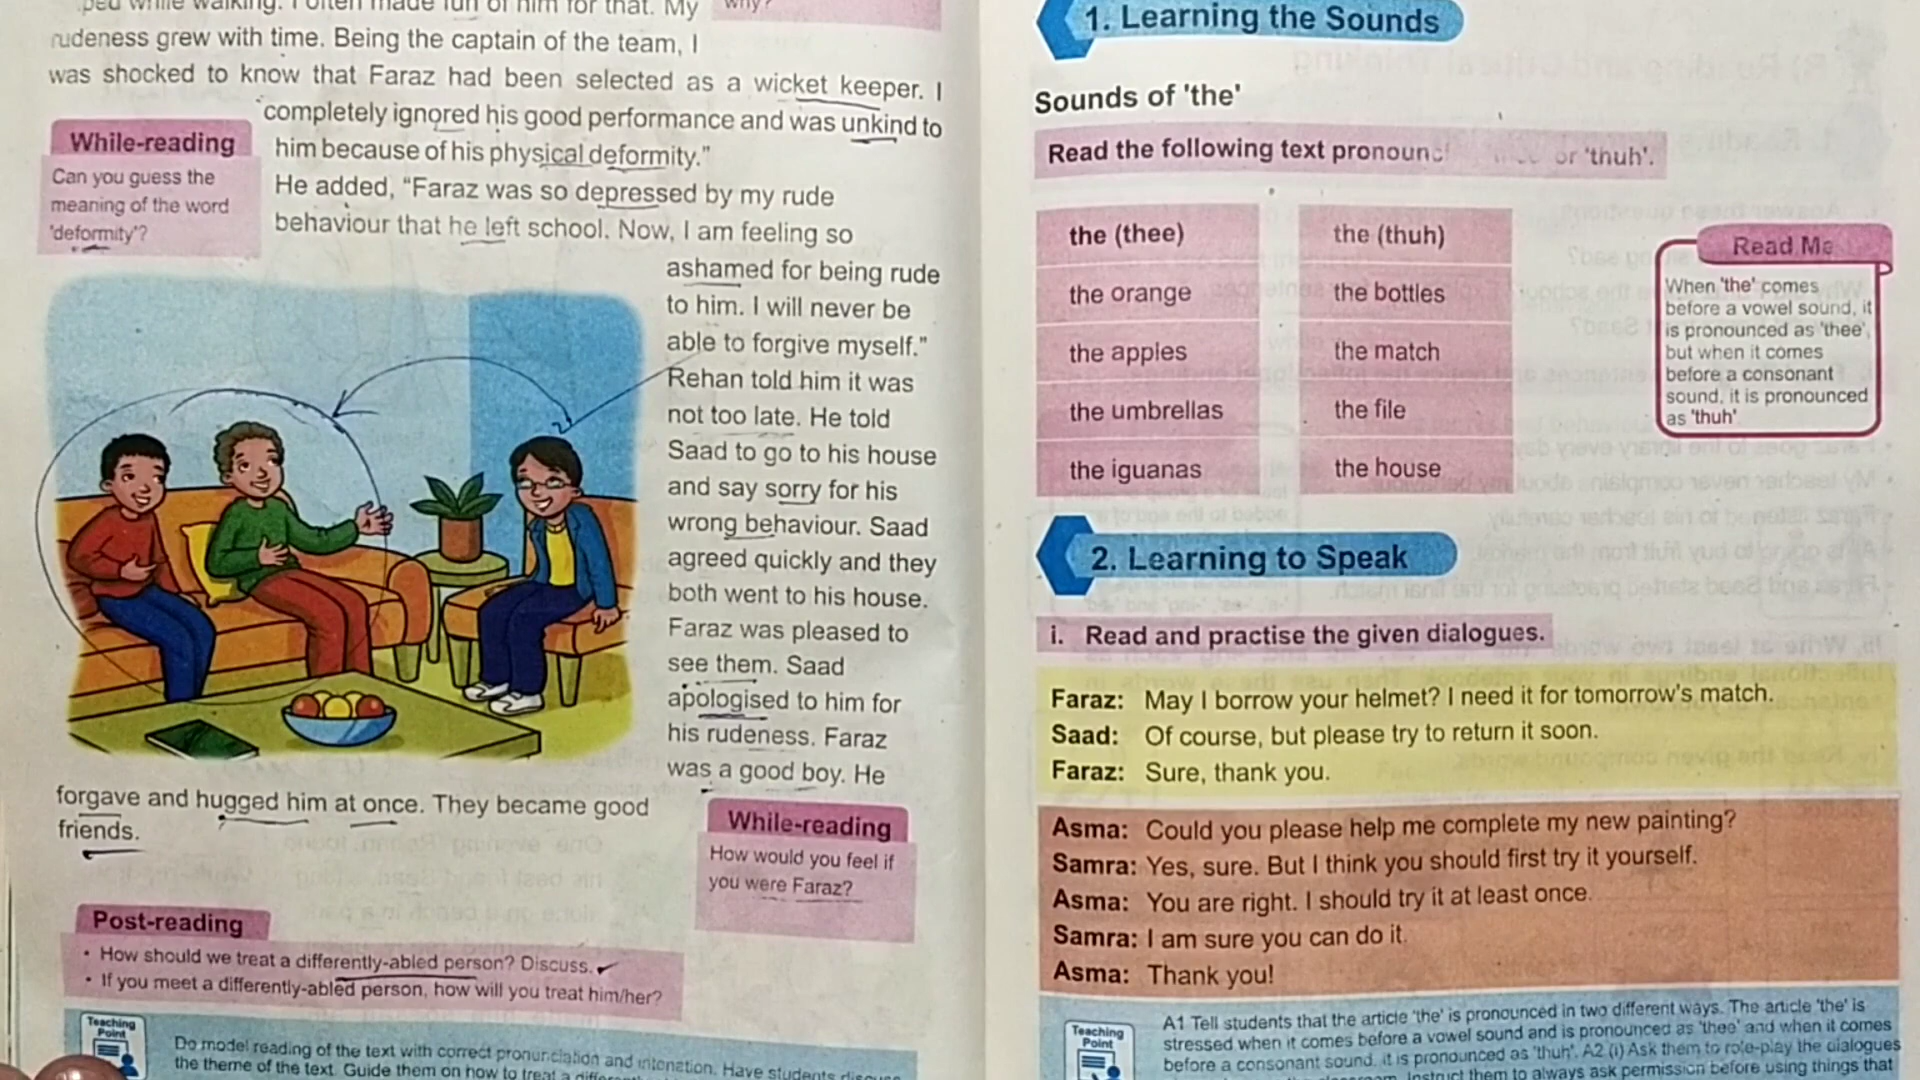 ped while walking. I often made fun of him for that. My
why?
rudeness grew with time. Being the captain of the team, I
was shocked to know that Faraz had been selected as a wicket keeper. I
completely ignored his good performance and was unkind to
him because of his physical deformity."
While-reading
Can you guess the
meaning of the word
'deformity'?
He added, "Faraz was so depressed by my rude
behaviour that he left school. Now, I am feeling so
ashamed for being rude
to him. I will never be
able to forgive myself."
Rehan told him it was
not too late. He told
Saad to go to his house
and say sorry for his
wrong behaviour. Saad
agreed quickly and they
both went to his house.
Faraz was pleased to
see them. Saad
apologised to him for
his rudeness. Faraz
was a good boy. He
forgave and hugged him at once. They became good
friends.
While-reading
How would you feel if
you were Faraz?
Post-reading
• How should we treat a differently-abled person? Discuss.
• If you meet a differently-abled person, how will you treat him/her?
Teaching
Point
Do model reading of the text with correct pronunciation and intonation. Have students discuss
the theme of the text. Guide them on how to treat a
1. Learning the Sounds
Sounds of 'the'
Read the following text or 'thuh'.
the (thee) the (thuh)
the orange the bottles
the apples the match
the umbrellas the file
the iguanas the house
Read Me
When 'the' comes
before a vowel sound, it
is pronounced as 'thee',
but when it comes
before a consonant
sound, it is pronounced
as 'thuh'
2. Learning to Speak
i. Read and practise the given dialogues.
Faraz: May I borrow your helmet? I need it for tomorrow's match.
Saad: Of course, but please try to return it soon.
Faraz: Sure, thank you.
Asma: Could you please help me complete my new painting?
Samra: Yes, sure. But I think you should first try it yourself.
Asma: You are right. I should try it at least once.
Samra: I am sure you can do it.
Asma: Thank you!
Teaching
Point
A1 Tell students that the article 'the' is pronounced in two different ways. The article 'the' is
stressed when it comes before a vowel sound and is pronounced as 'thee' and when it comes
before a consonant sound, it is pronounced as 'thuh'. A2 (i) Ask them to role-play the dialogues
Instruct them to always ask permission before using things that